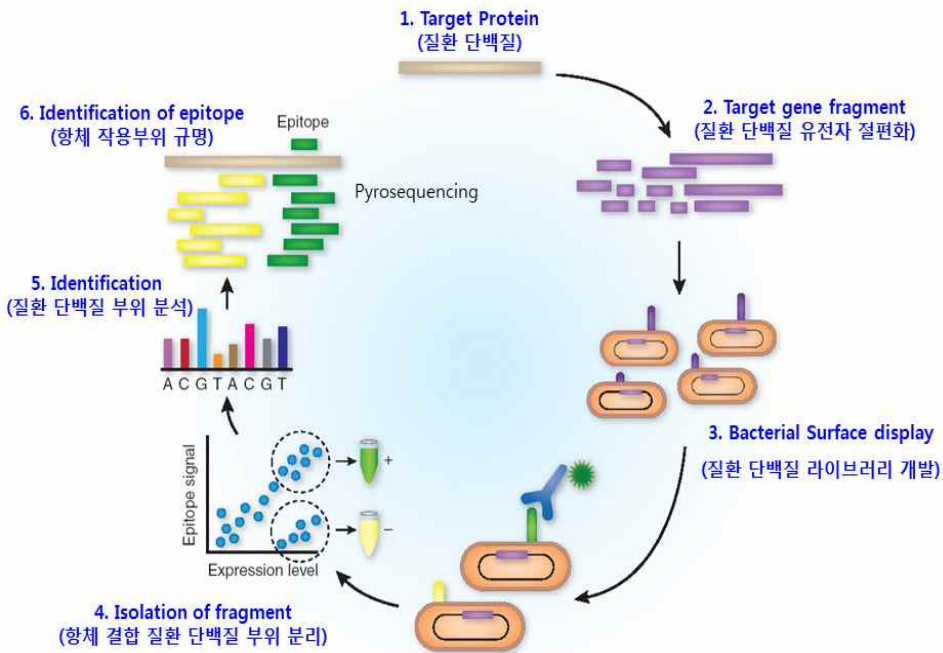 1. Target Protein
(질환 단백질)
2. Target gene fragment
(질환 단백질 유전자 절편화)
3. Bacterial Surface display
(질환 단백질 라이브러리 개발)
4. Isolation of fragment
(항체 결합 질환 단백질 부위 분리)
Epitope signal
Expression level
+
−
5. Identification
(질환 단백질 부위 분석)
A C G T A C G T
6. Identification of epitope
(항체 작용부위 규명)
Epitope
Pyrosequencing